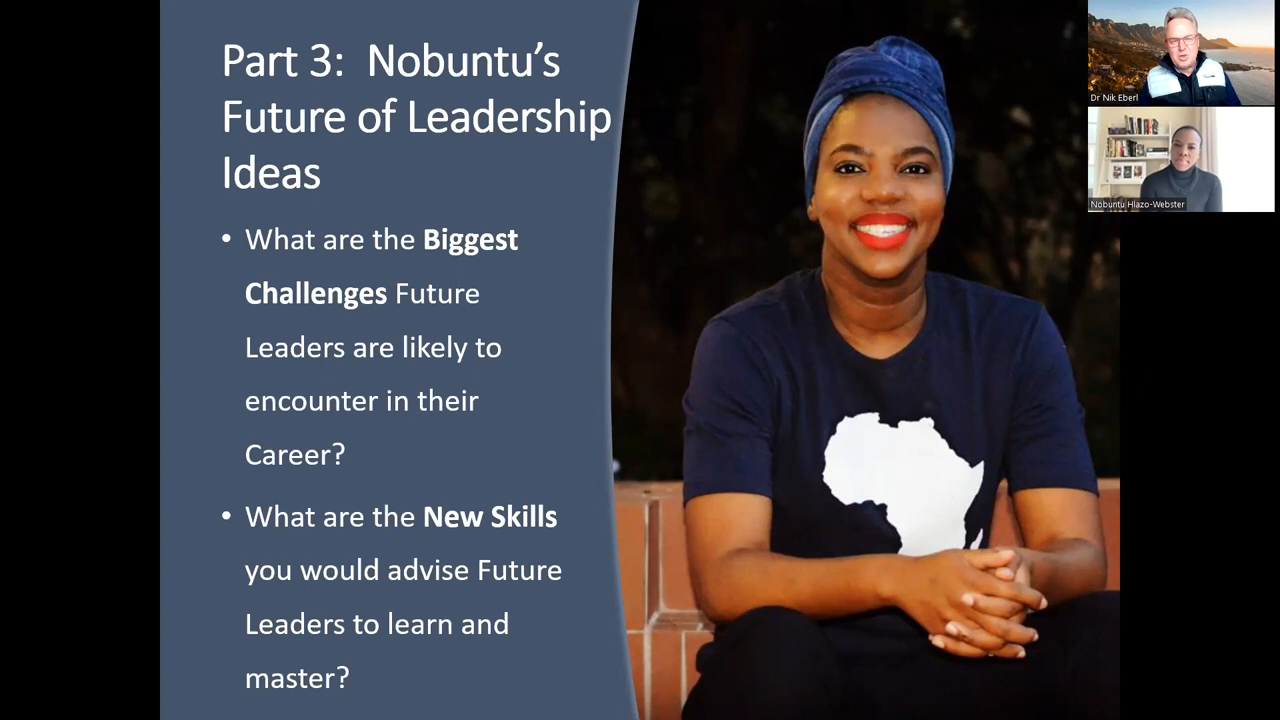 Part 3:  Nobuntu’s
Future of Leadership
Ideas
• What are the Biggest
Challenges Future
Leaders are likely to
encounter in their
Career?
• What are the New Skills
you would advise Future
Leaders to learn and
master?
Dr Nik Eberl
Nobuntu Hlazo-Webster